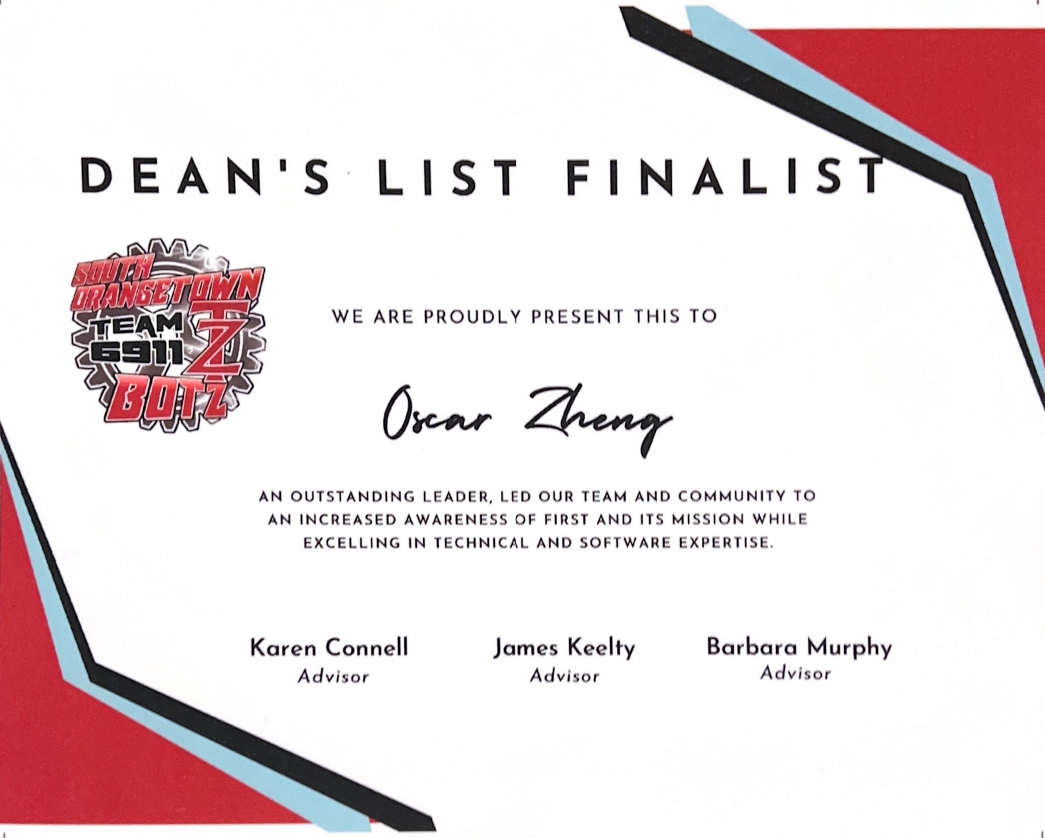 DEAN'S LIST FINALIST
SOUTH
ORANGETOWN
TEAM TZ
6911
BOTZ
WE ARE PROUDLY PRESENT THIS TO
Oscar Zheng
AN OUTSTANDING LEADER, LED OUR TEAM AND COMMUNITY TO
AN INCREASED AWARENESS OF FIRST AND ITS MISSION WHILE
EXCELLING IN TECHNICAL AND SOFTWARE EXPERTISE.
Karen Connell James Keelty Barbara Murphy
Advisor Advisor Advisor